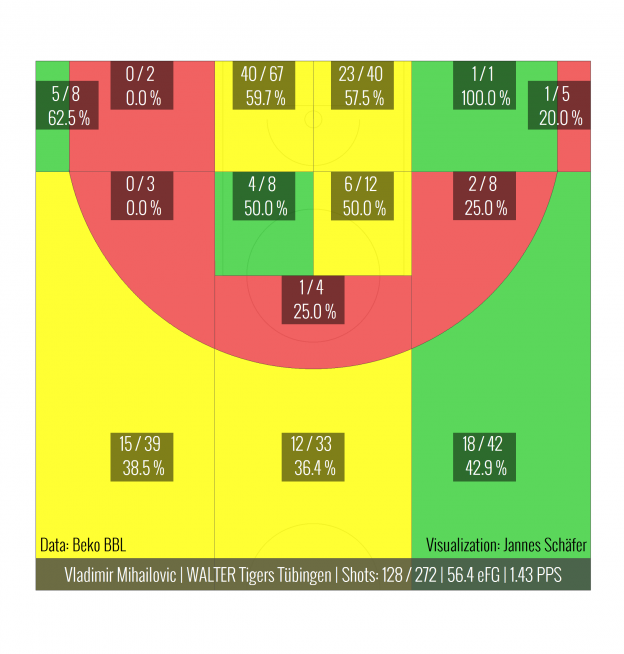 0 / 2
0.0 %
40 / 67
59.7 %
23 / 40
57.5 %
1 / 1
100.0 %
5 / 8
62.5 %
1 / 5
20.0 %
0 / 3
0.0 %
4 / 8
50.0 %
6 / 12
50.0 %
2 / 8
25.0 %
1 / 4
25.0 %
15 / 39
38.5 %
12 / 33
36.4 %
18 / 42
42.9 %
Data: Beko BBL
Visualization: Jannes Schäfer
Vladimir Mihailovic | WALTER Tigers Tübingen | Shots: 128 / 272 | 56.4 eFG | 1.43 PPS